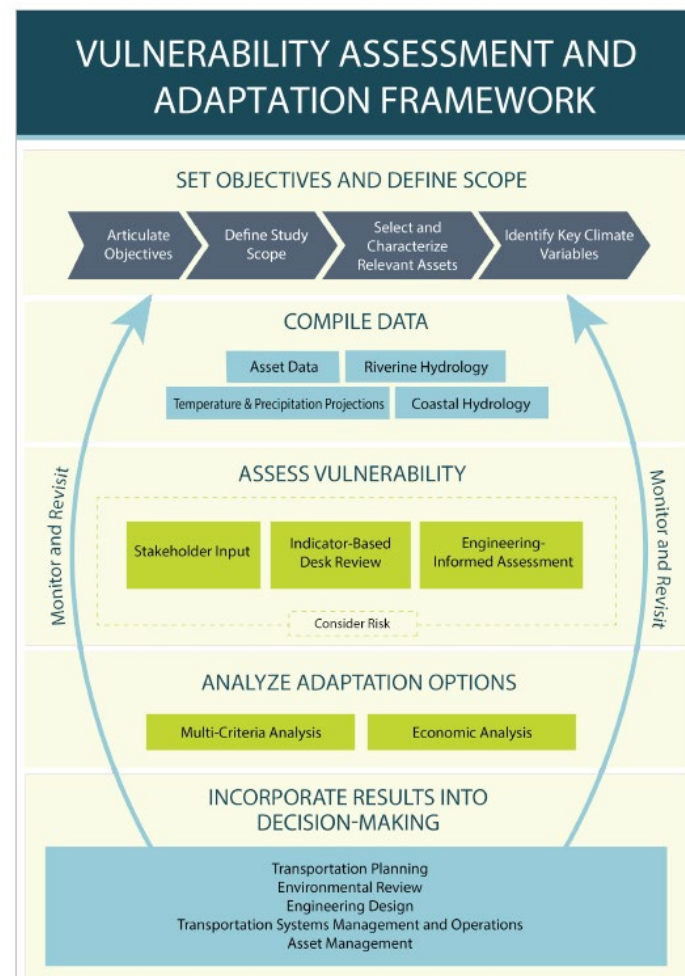 VULNERABILITY ASSESSMENT AND
ADAPTATION FRAMEWORK
SET OBJECTIVES AND DEFINE SCOPE
Articulate
Objectives
Define Study
Scope
Select and
Characterize
Relevant Assets
Identify Key Climate
Variables
COMPILE DATA
Asset Data
Riverine Hydrology
Temperature & Precipitation Projections
Coastal Hydrology
ASSESS VULNERABILITY
Stakeholder Input
Indicator-Based
Desk Review
Engineering-
Informed Assessment
Consider Risk
Monitor and Revisit
Monitor and Revisit
ANALYZE ADAPTATION OPTIONS
Multi-Criteria Analysis
Economic Analysis
INCORPORATE RESULTS INTO
DECISION-MAKING
Transportation Planning
Environmental Review
Engineering Design
Transportation Systems Management and Operations
Asset Management